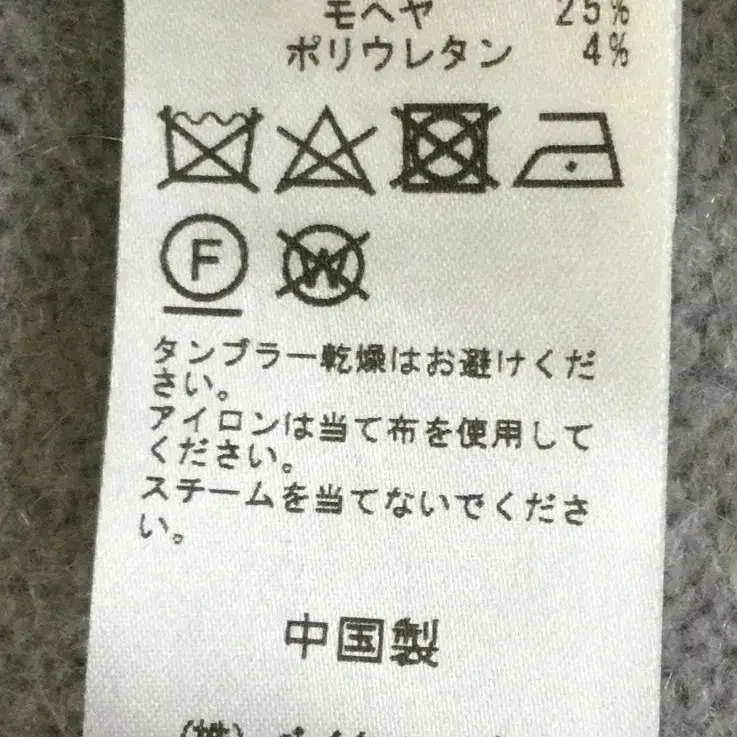 モヘヤ 25%
ポリウレタン 4%
F
W
タンブラー乾燥はお避けくだ
さい。
アイロンは当て布を使用して
ください。
スチームを当てないでくださ
い。
中国製